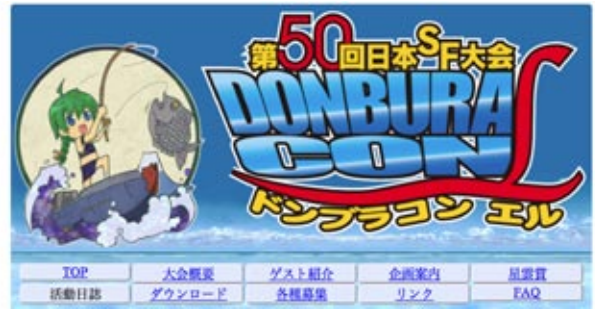 第50回日本SF大会
DONBURA
CON L
ドンブラコン エル
TOP 大会概要 ゲスト紹介 企画案内 星雲賞
活動日誌 ダウンロード 各種募集 リンク FAQ